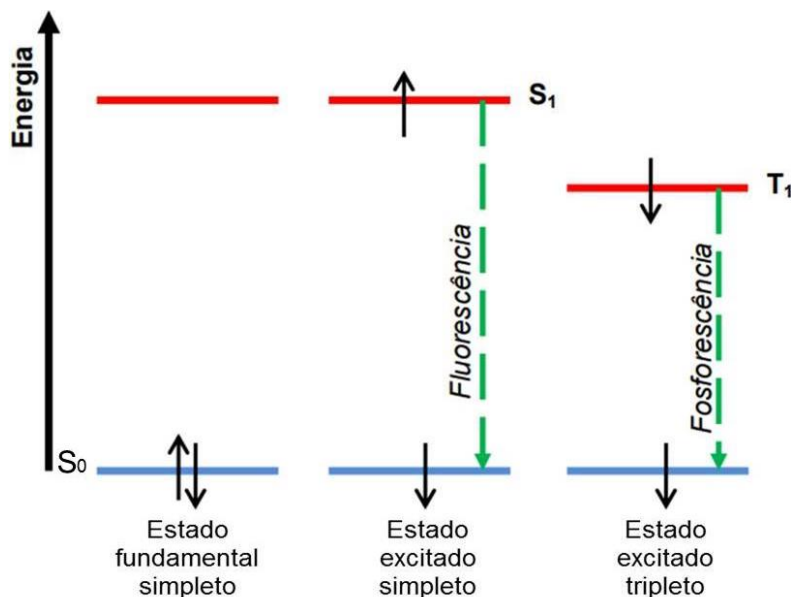 Energia
S₁
T₁
Fluorescência
Fosforescência
S₀
Estado
fundamental
simpleto
Estado
excitado
simpleto
Estado
excitado
tripleto